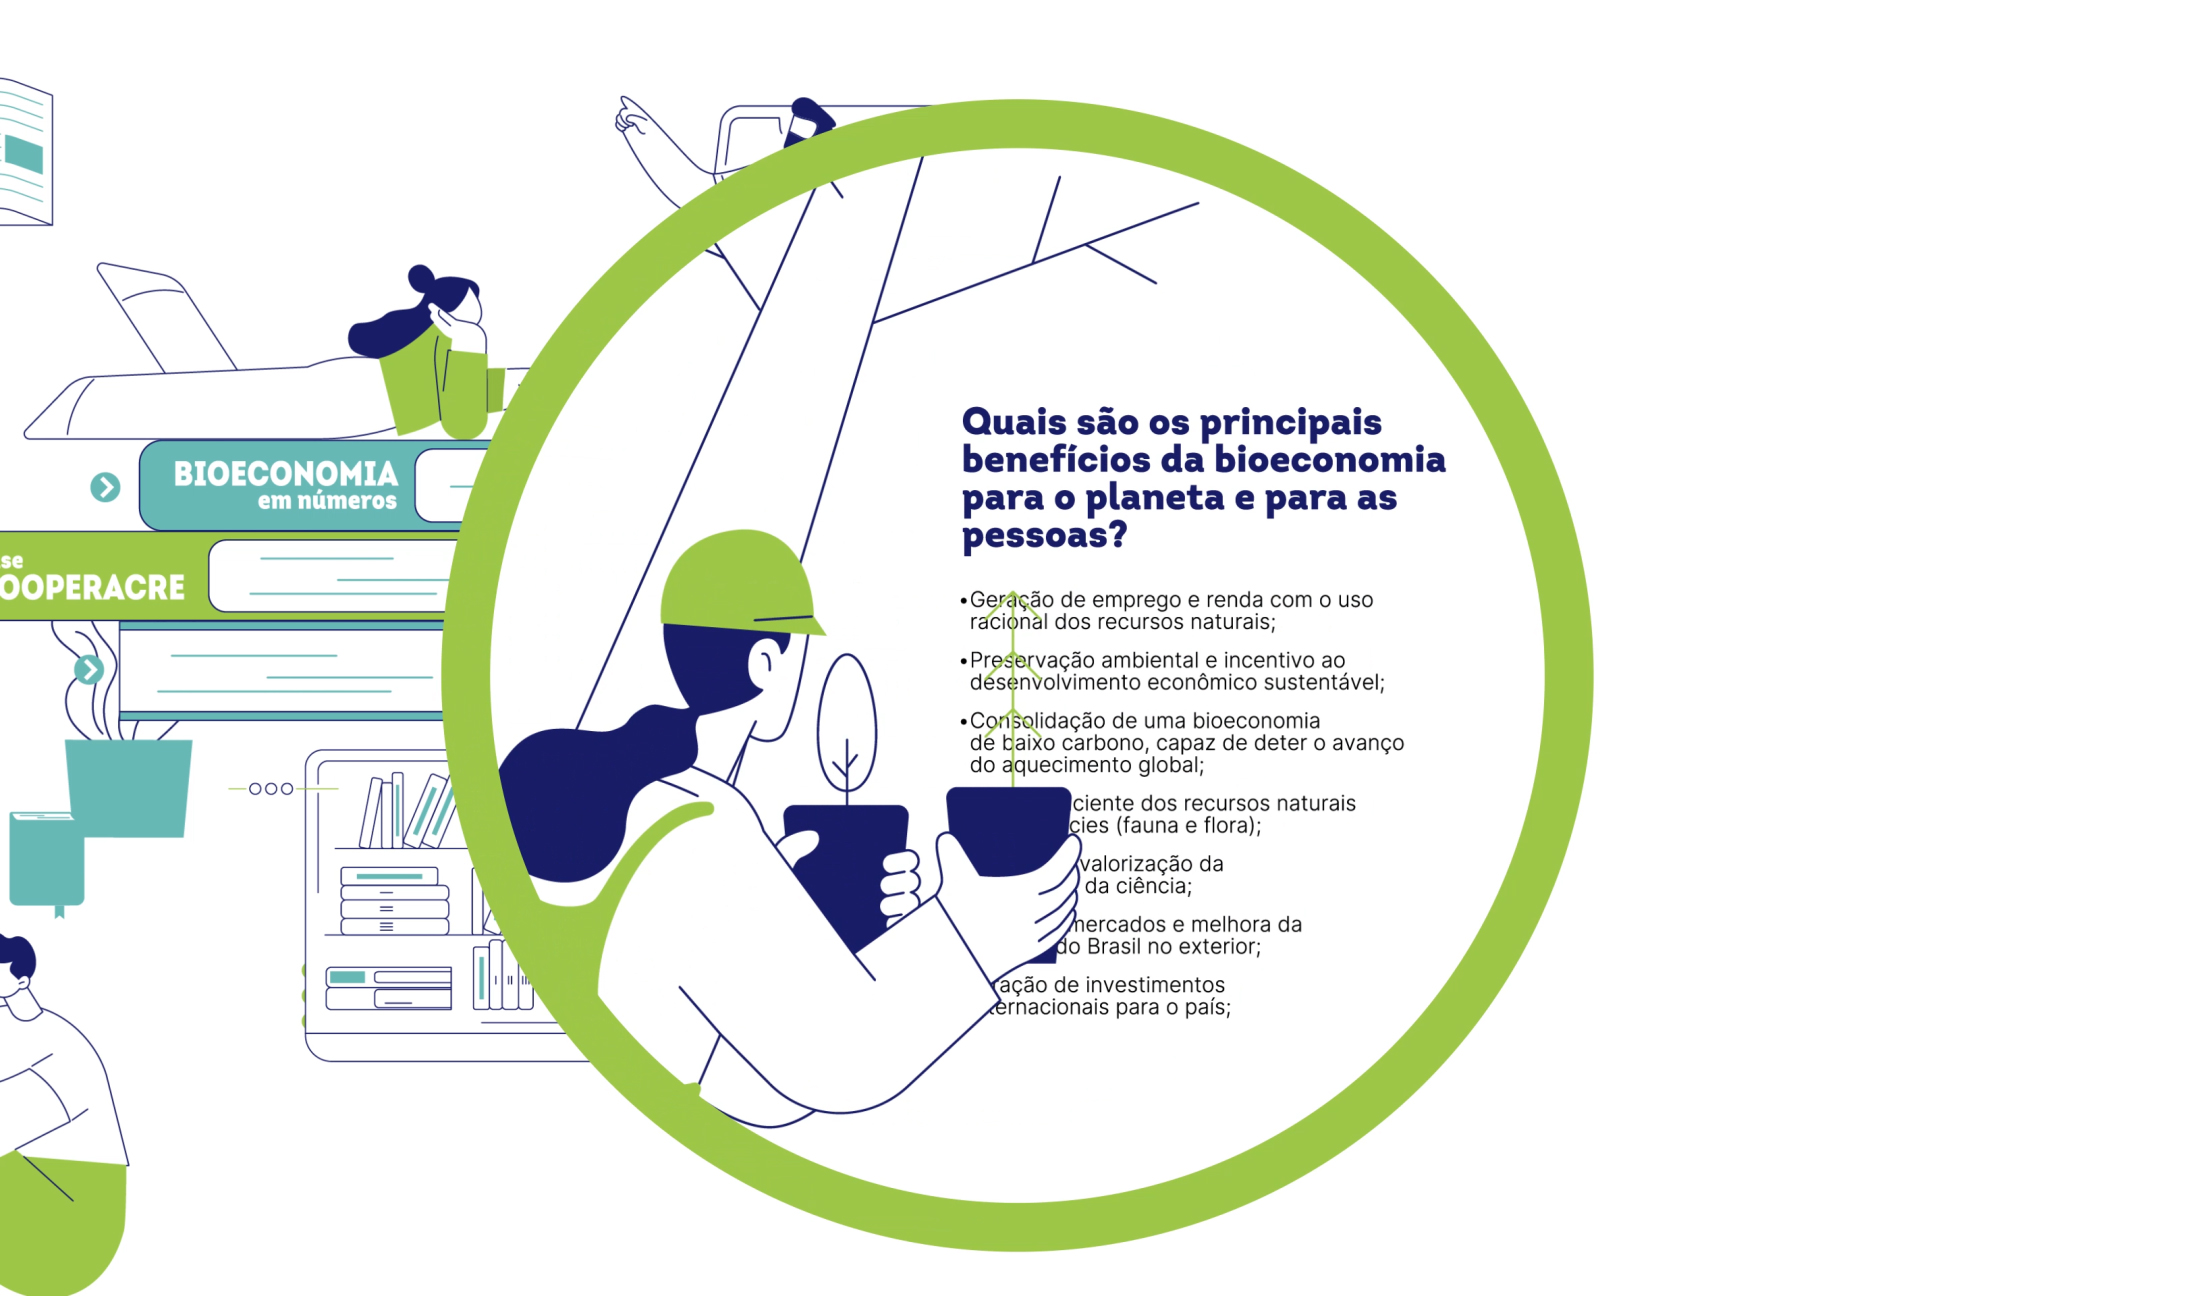 BIOECONOMIA
em números
se
OOPERACRE
Quais são os principais
benefícios da bioeconomia
para o planeta e para as
pessoas?
•Geração de emprego e renda com o uso
racional dos recursos naturais;
•Preservação ambiental e incentivo ao
desenvolvimento econômico sustentável;
•Consolidação de uma bioeconomia
de baixo carbono, capaz de deter o avanço
do aquecimento global;
ciente dos recursos naturais
cies (fauna e flora);
valorização da
da ciência;
mercados e melhora da
do Brasil no exterior;
ração de investimentos
ternacionais para o país;